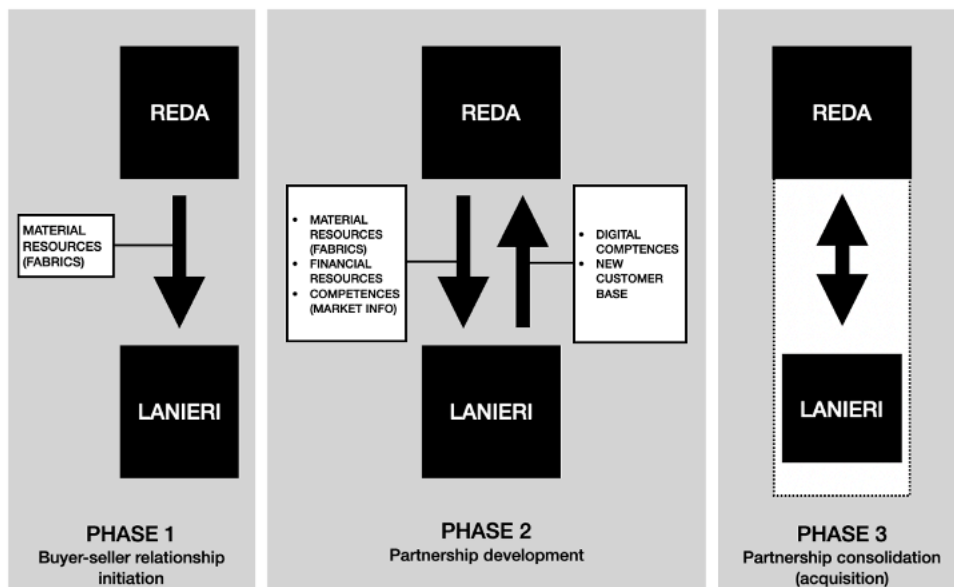 REDA
MATERIAL
RESOURCES
(FABRICS)
LANIERI
PHASE 1
Buyer-seller relationship
initiation
REDA
• MATERIAL
RESOURCES
(FABRICS)
• FINANCIAL
RESOURCES
• COMPETENCES
(MARKET INFO)
• DIGITAL
COMPTENCES
• NEW
CUSTOMER
BASE
LANIERI
PHASE 2
Partnership development
REDA
LANIERI
PHASE 3
Partnership consolidation
(acquisition)